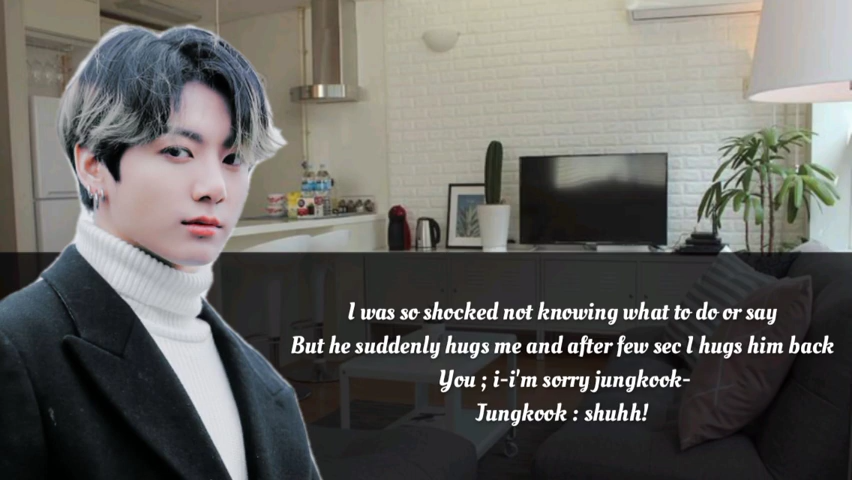 I was so shocked not knowing what to do or say
But he suddenly hugs me and after few sec I hugs him back
You ; i-i'm sorry jungkook-
Jungkook : shuhh!